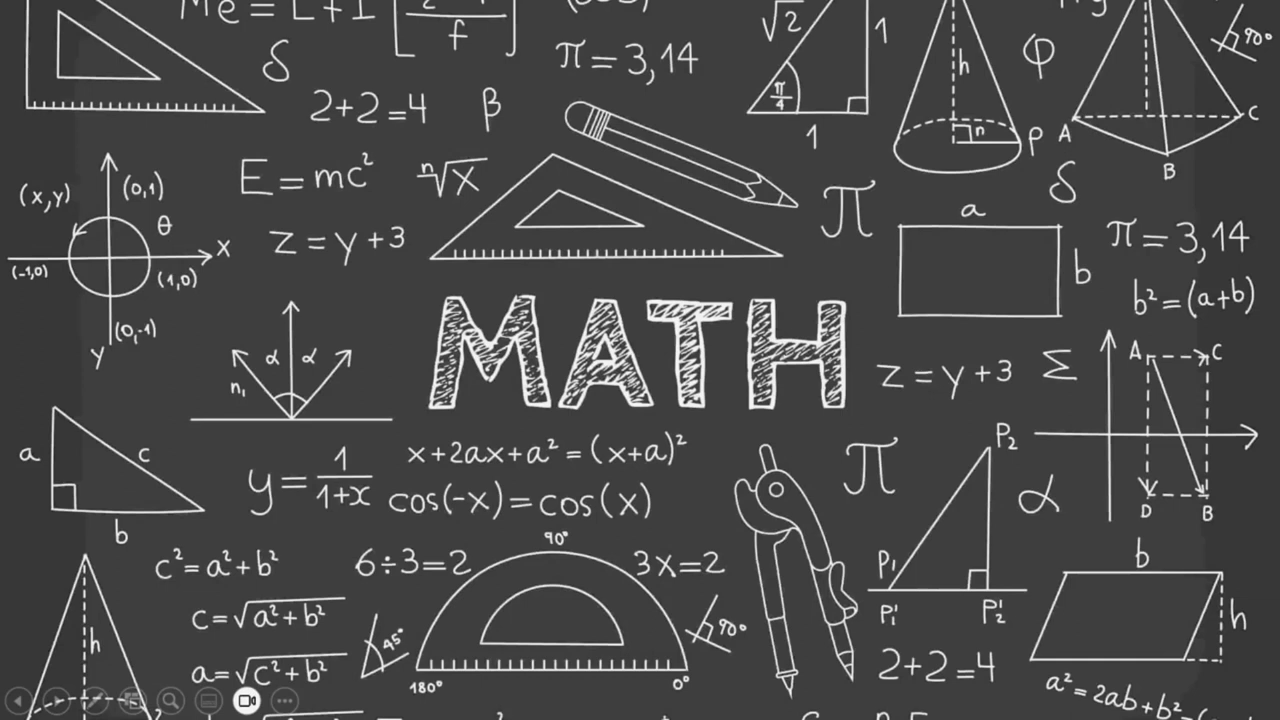 δ
π = 3,14
√2
1
π/4
1
h
n
P
φ
A
B
C
90°
2+2=4
β
E=mc²
ⁿ√x
π
δ
(x,y)
(0,1)
θ
x
(-1,0)
(1,0)
(0,-1)
y
z=y+3
a
b
π = 3,14
b²=(a+b)
α α
n₁
MATH
z=y+3
Σ
A C
D B
a
c
b
y= 1/1+x
x+2ax+a²=(x+a)²
cos(-x)=cos(x)
π
P₂
α
P₁
P₁'
P₂'
c²=a²+b²
6÷3=2
90°
3x=2
b
h
c=√a²+b²
45°
90°
h
a=√c²+b²
180°
0°
2+2=4
a²=2ab+b²